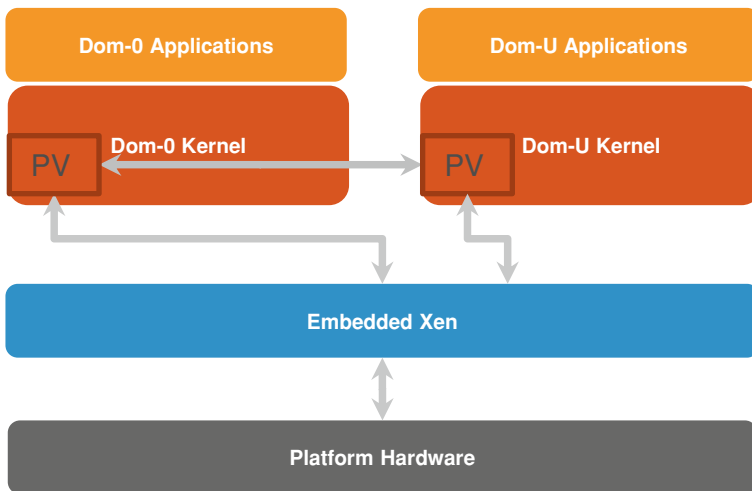 Dom-0 Applications
Dom-U Applications
Dom-0 Kernel
PV
Dom-U Kernel
PV
Embedded Xen
Platform Hardware